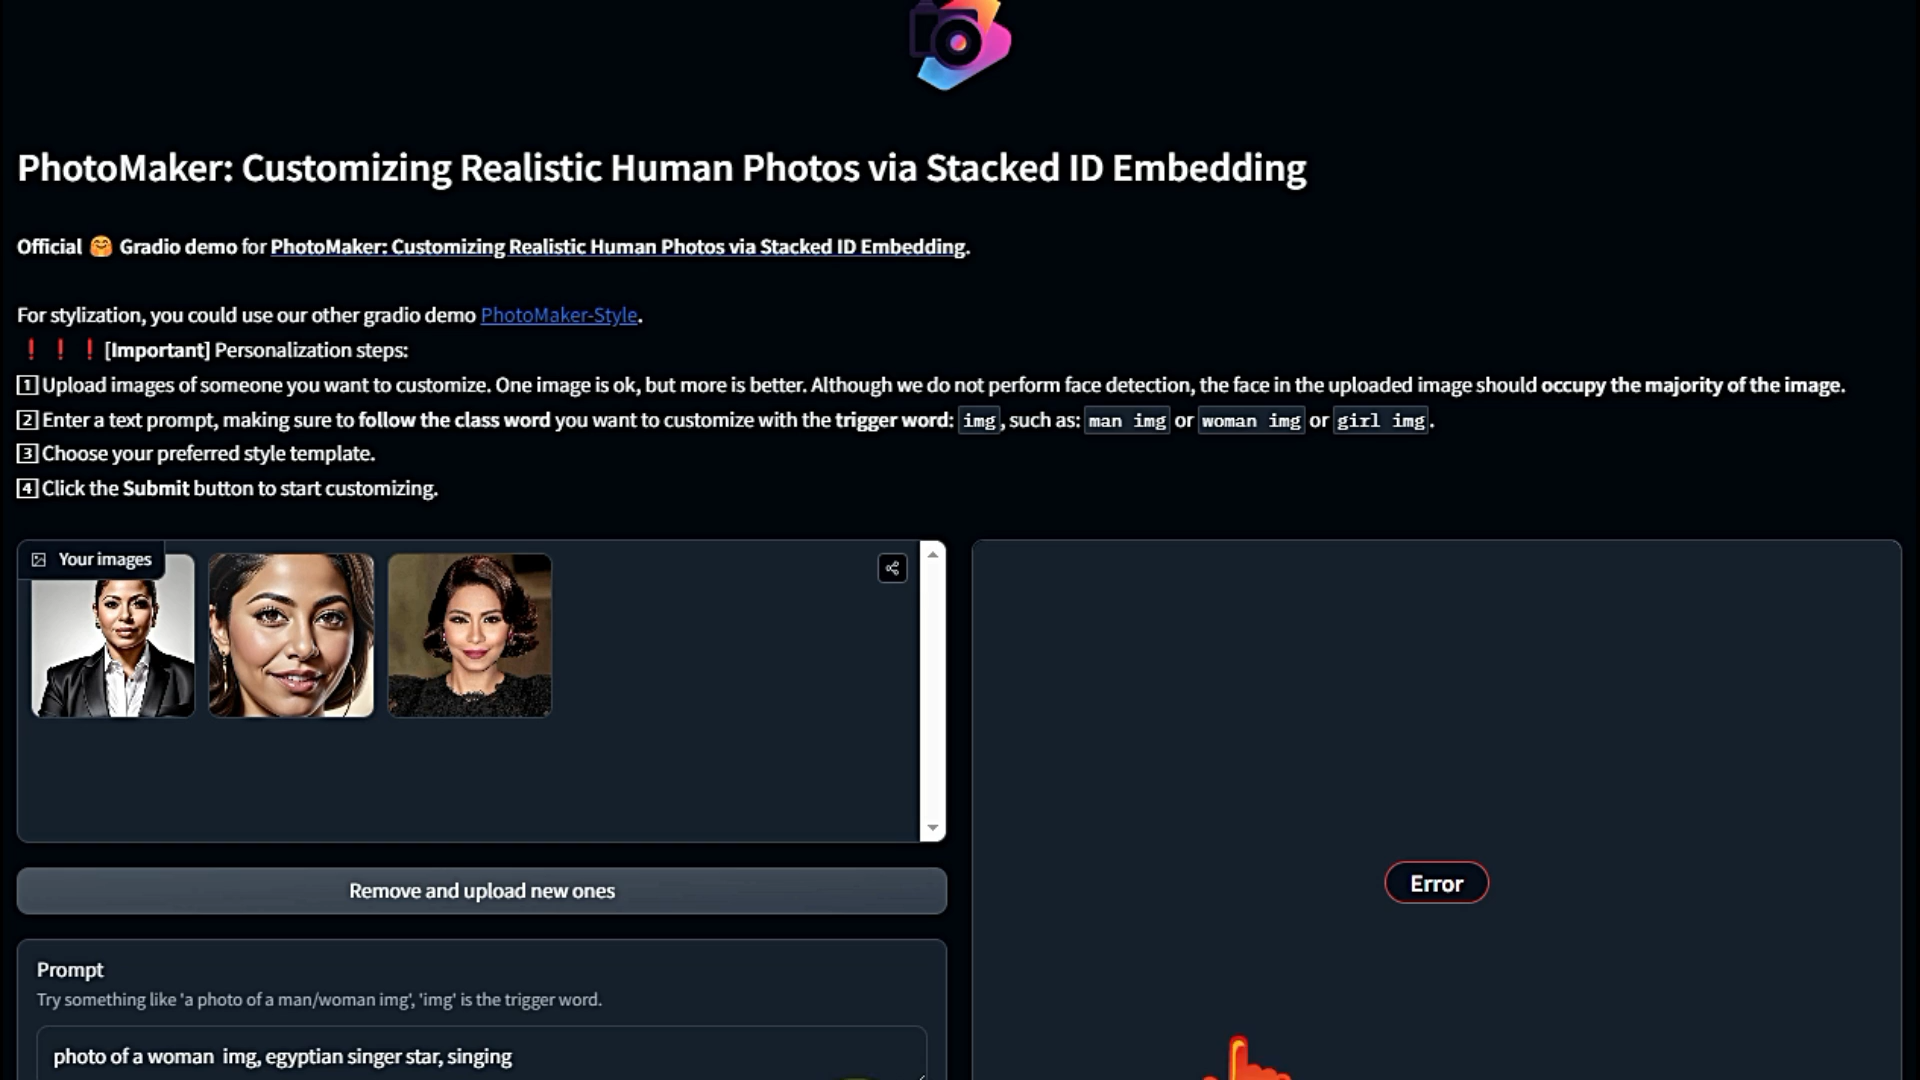 PhotoMaker: Customizing Realistic Human Photos via Stacked ID Embedding
Official 🤗 Gradio demo for PhotoMaker: Customizing Realistic Human Photos via Stacked ID Embedding.
For stylization, you could use our other gradio demo PhotoMaker-Style.
❗❗❗[Important] Personalization steps:
1️⃣ Upload images of someone you want to customize. One image is ok, but more is better. Although we do not perform face detection, the face in the uploaded image should occupy the majority of the image.
2️⃣ Enter a text prompt, making sure to follow the class word you want to customize with the trigger word: img, such as: man img or woman img or girl img.
3️⃣ Choose your preferred style template.
4️⃣ Click the Submit button to start customizing.
Your images
Remove and upload new ones
Error
Prompt
Try something like 'a photo of a man/woman img', 'img' is the trigger word.
photo of a woman  img, egyptian singer star, singing